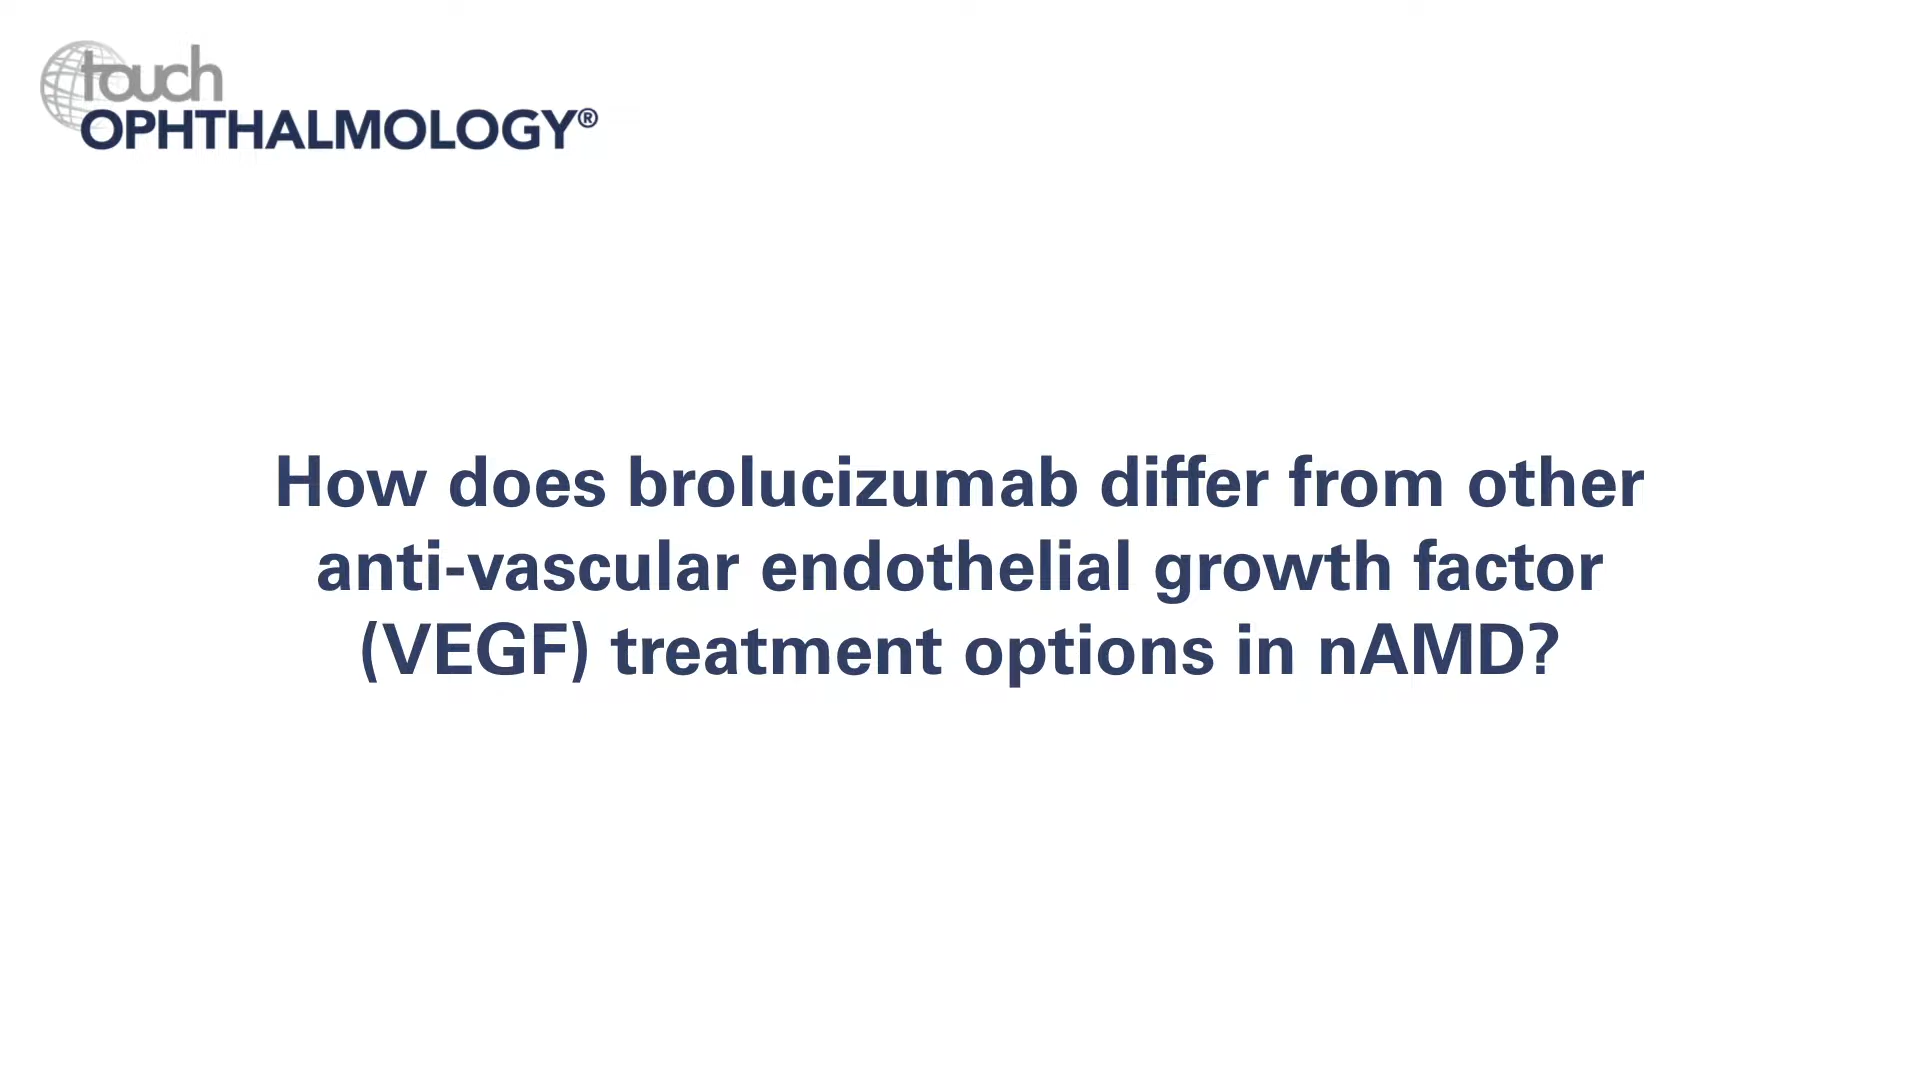 touch
OPHTHALMOLOGY®
How does brolucizumab differ from other
anti-vascular endothelial growth factor
(VEGF) treatment options in nAMD?